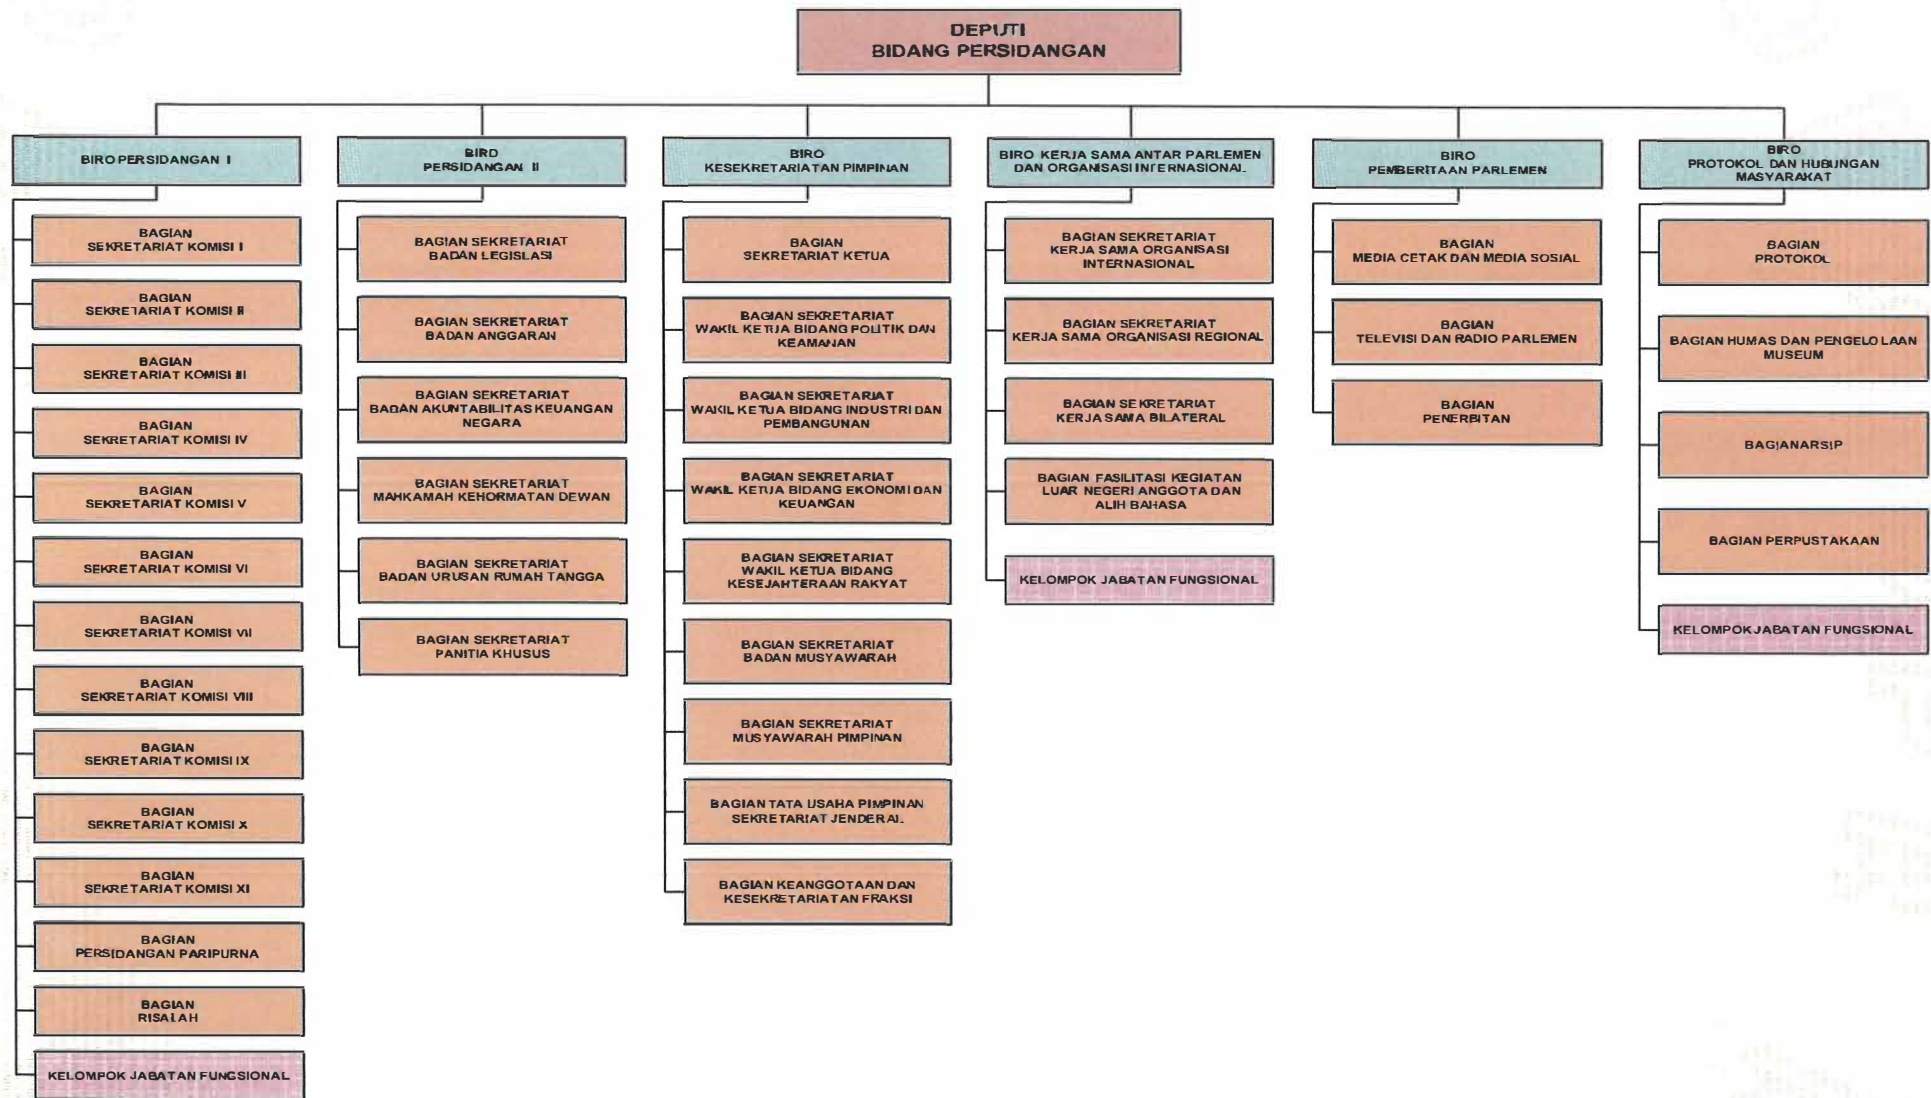 DEPUTI
BIDANG PERSIDANGAN
BIRO PERSIDANGAN I
BAGIAN
SEKRETARIAT KOMISI I
BAGIAN
SEKRETARIAT KOMISI II
BAGIAN
SEKRETARIAT KOMISI III
BAGIAN
SEKRETARIAT KOMISI IV
BAGIAN
SEKRETARIAT KOMISI V
BAGIAN
SEKRETARIAT KOMISI VI
BAGIAN
SEKRETARIAT KOMISI VII
BAGIAN
SEKRETARIAT KOMISI VIII
BAGIAN
SEKRETARIAT KOMISI IX
BAGIAN
SEKRETARIAT KOMISI X
BAGIAN
SEKRETARIAT KOMISI XI
BAGIAN
PERSIDANGAN PARIPURNA
BAGIAN
RISALAH
KELOMPOK JABATAN FUNGSIONAL
BIRO
PERSIDANGAN II
BAGIAN SEKRETARIAT
BADAN LEGISLASI
BAGIAN SEKRETARIAT
BADAN ANGGARAN
BAGIAN SEKRETARIAT
BADAN AKUNTABILITAS KEUANGAN
NEGARA
BAGIAN SEKRETARIAT
MAHKAMAH KEHORMATAN DEWAN
BAGIAN SEKRETARIAT
BADAN URUSAN RUMAH TANGGA
BAGIAN SEKRETARIAT
PANITIA KHUSUS
BIRO
KESEKRETARIATAN PIMPINAN
BAGIAN
SEKRETARIAT KETUA
BAGIAN SEKRETARIAT
WAKIL KETUA BIDANG POLITIK DAN
KEAMANAN
BAGIAN SEKRETARIAT
WAKIL KETUA BIDANG INDUSTRI DAN
PEMBANGUNAN
BAGIAN SEKRETARIAT
WAKIL KETUA BIDANG EKONOMI DAN
KEUANGAN
BAGIAN SEKRETARIAT
WAKIL KETUA BIDANG
KESEJAHTERAAN RAKYAT
BAGIAN SEKRETARIAT
BADAN MUSYAWARAH
BAGIAN SEKRETARIAT
MUSYAWARAH PIMPINAN
BAGIAN TATA USAHA PIMPINAN
SEKRETARIAT JENDERAL
BAGIAN KEANGGOTAAN DAN
KESEKRETARIATAN FRAKSI
BIRO KERJA SAMA ANTAR PARLEMEN
DAN ORGANISASI INTERNASIONAL
BAGIAN SEKRETARIAT
KERJA SAMA ORGANISASI
INTERNASIONAL
BAGIAN SEKRETARIAT
KERJA SAMA ORGANISASI REGIONAL
BAGIAN SEKRETARIAT
KERJA SAMA BILATERAL
BAGIAN FASILITASI KEGIATAN
LUAR NEGERI ANGGOTA DAN
ALIH BAHASA
KELOMPOK JABATAN FUNGSIONAL
BIRO
PEMBERITAAN PARLEMEN
BAGIAN
MEDIA CETAK DAN MEDIA SOSIAL
BAGIAN
TELEVISI DAN RADIO PARLEMEN
BAGIAN
PENERBITAN
BIRO
PROTOKOL DAN HUBUNGAN
MASYARAKAT
BAGIAN
PROTOKOL
BAGIAN HUMAS DAN PENGELOLAAN
MUSEUM
BAGIAN ARSIP
BAGIAN PERPUSTAKAAN
KELOMPOK JABATAN FUNGSIONAL